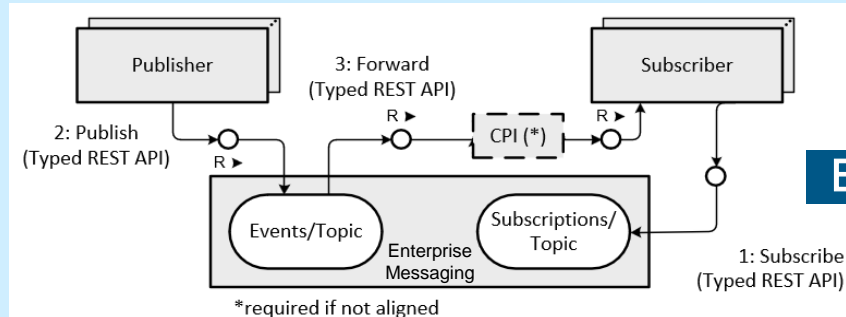 Publisher
3: Forward
(Typed REST API)
Subscriber
2: Publish
(Typed REST API)
R ►
R ►
CPI (*)
R ►
Events/Topic
Enterprise
Messaging
Subscriptions/
Topic
1: Subscribe
(Typed REST API)
*required if not aligned
E